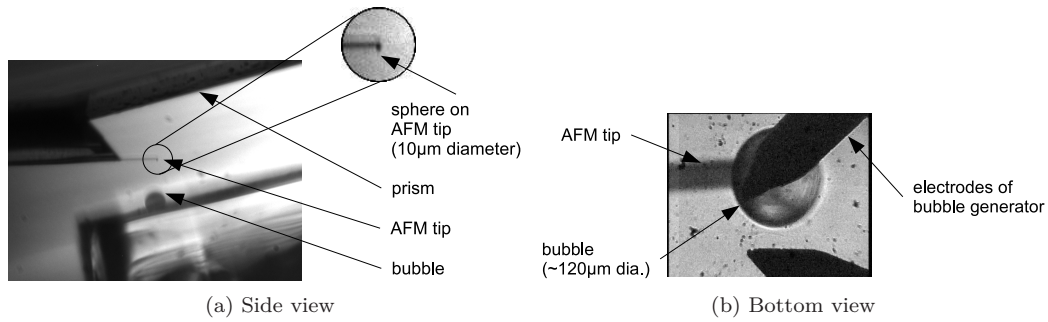 sphere on
AFM tip
(10μm diameter)
prism
AFM tip
bubble
(a) Side view
AFM tip
electrodes of
bubble generator
bubble
(~120μm dia.)
(b) Bottom view